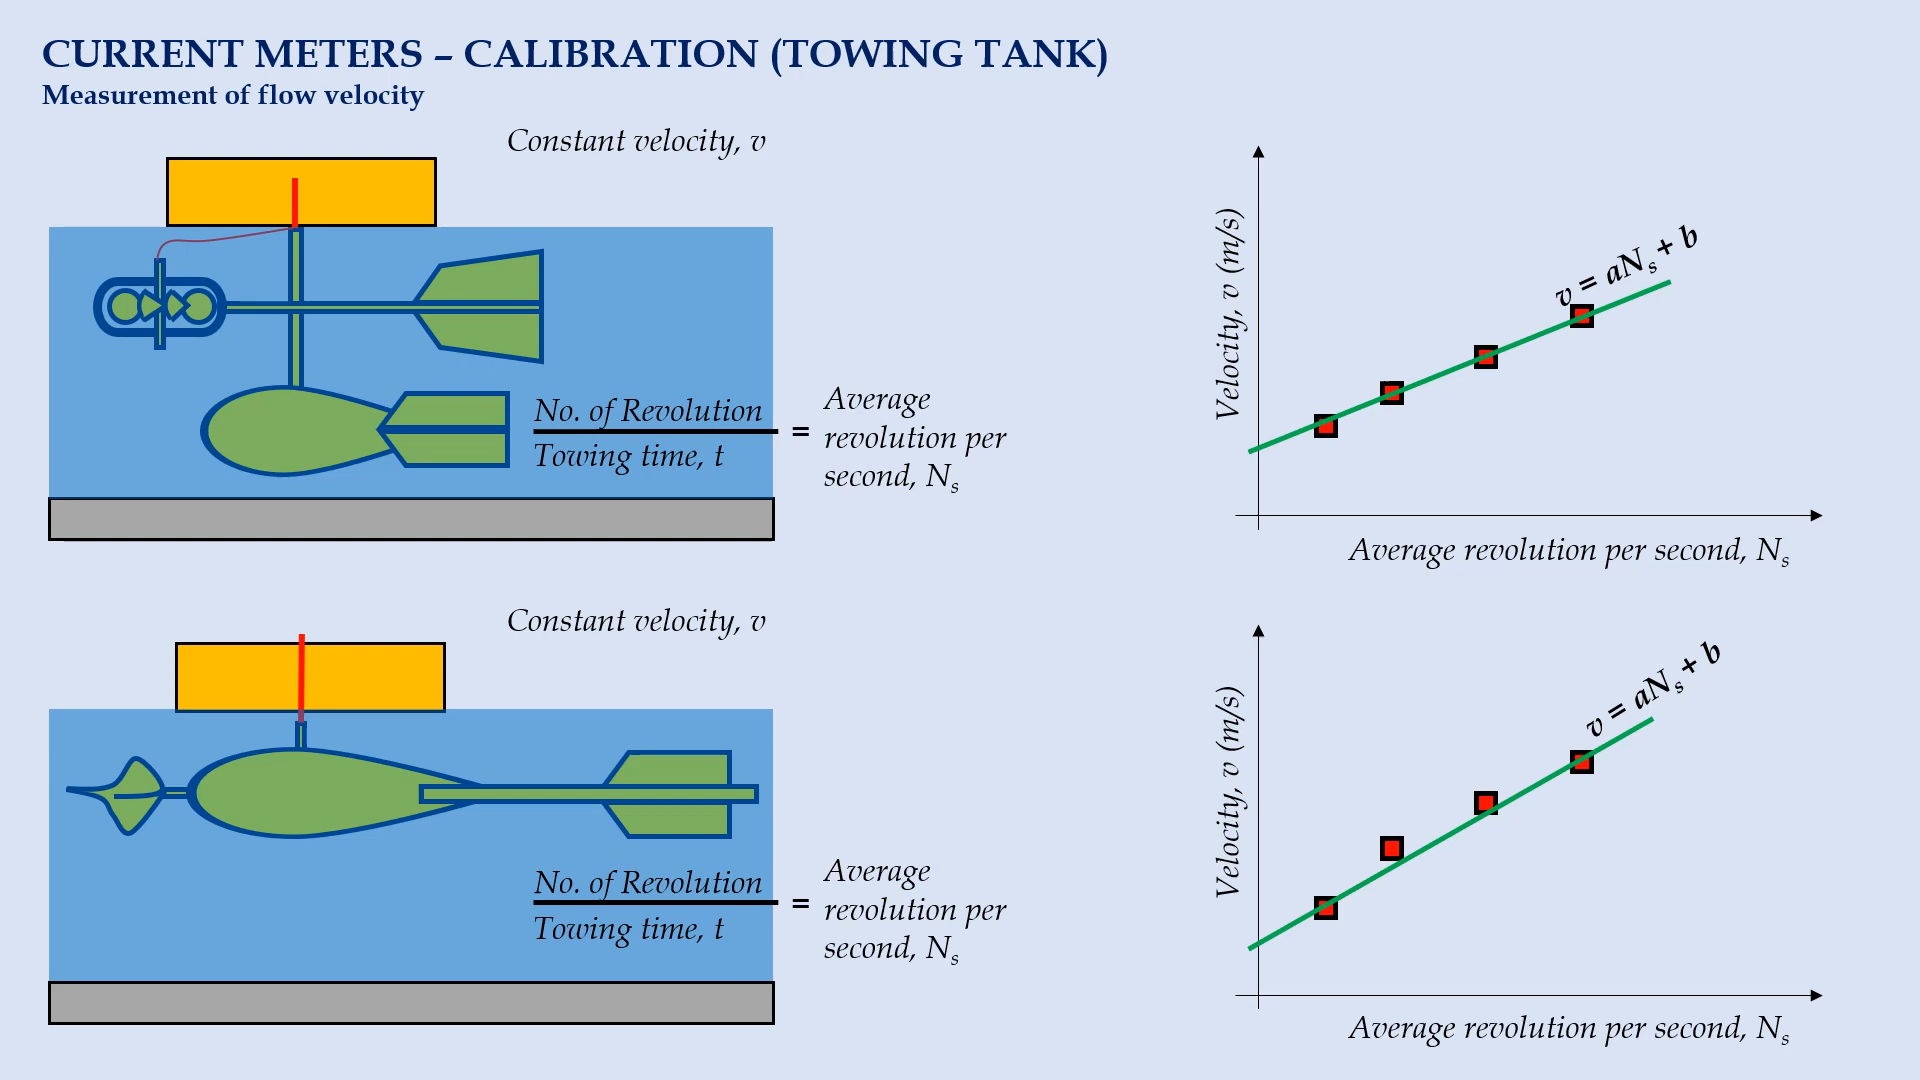 CURRENT METERS – CALIBRATION (TOWING TANK)
Measurement of flow velocity
Constant velocity, v
No. of Revolution
Towing time, t
=
Average
revolution per
second, Nₛ
Velocity, v (m/s)
v = aNₛ + b
Average revolution per second, Nₛ
Constant velocity, v
No. of Revolution
Towing time, t
=
Average
revolution per
second, Nₛ
Velocity, v (m/s)
v = aNₛ + b
Average revolution per second, Nₛ